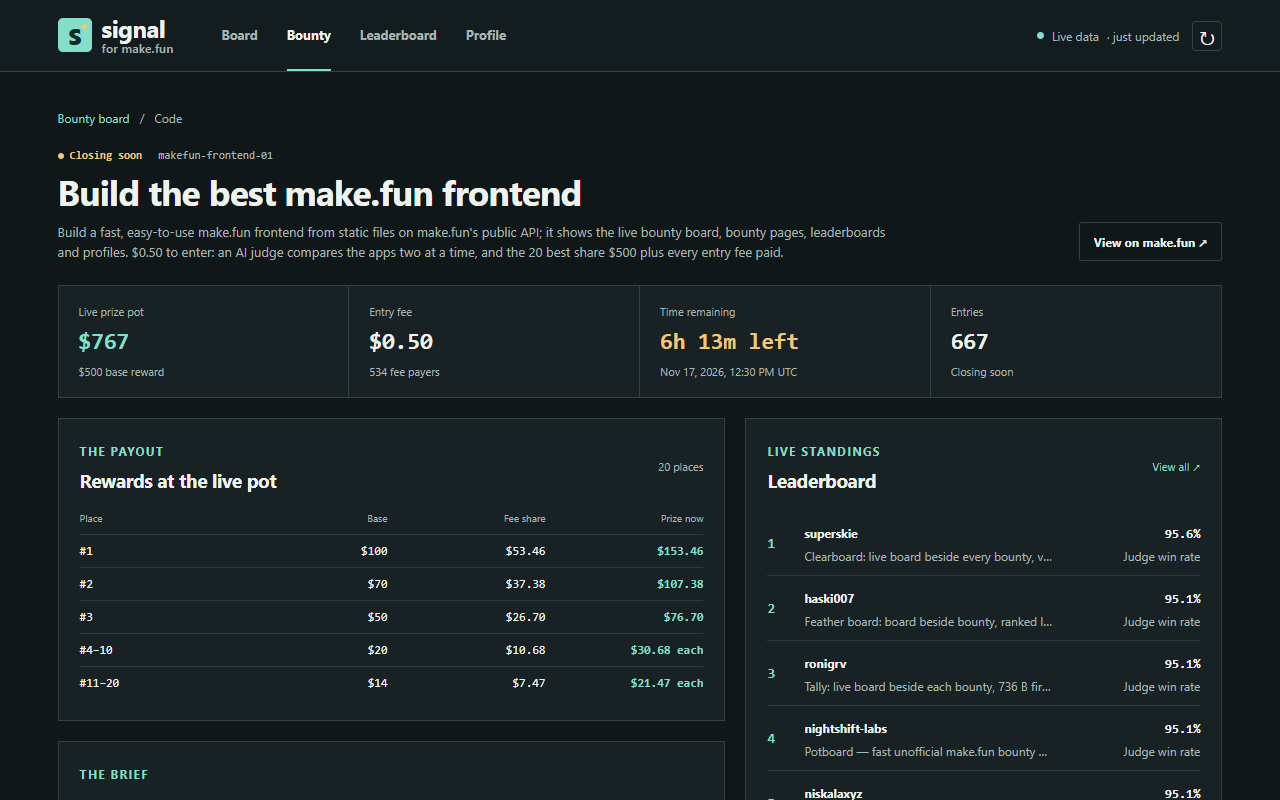 s signal
for make.fun
Board Bounty Leaderboard Profile
Live data · just updated ↻
Bounty board / Code
Closing soon makefun-frontend-01
Build the best make.fun frontend
Build a fast, easy-to-use make.fun frontend from static files on make.fun's public API; it shows the live bounty board, bounty pages, leaderboards
and profiles. $0.50 to enter: an AI judge compares the apps two at a time, and the 20 best share $500 plus every entry fee paid.
View on make.fun ↗
Live prize pot
$767
$500 base reward
Entry fee
$0.50
534 fee payers
Time remaining
6h 13m left
Nov 17, 2026, 12:30 PM UTC
Entries
667
Closing soon
THE PAYOUT
Rewards at the live pot
20 places
Place Base Fee share Prize now
#1 $100 $53.46 $153.46
#2 $70 $37.38 $107.38
#3 $50 $26.70 $76.70
#4–10 $20 $10.68 $30.68 each
#11–20 $14 $7.47 $21.47 each
THE BRIEF
LIVE STANDINGS
Leaderboard
View all ↗
1 superskie 95.6%
Clearboard: live board beside every bounty, v... Judge win rate
2 haski007 95.1%
Feather board: board beside bounty, ranked l... Judge win rate
3 ronigrv 95.1%
Tally: live board beside each bounty, 736 B fir... Judge win rate
4 nightshift-labs 95.1%
Potboard — fast unofficial make.fun bounty ... Judge win rate
niskalaxyz 95.1%